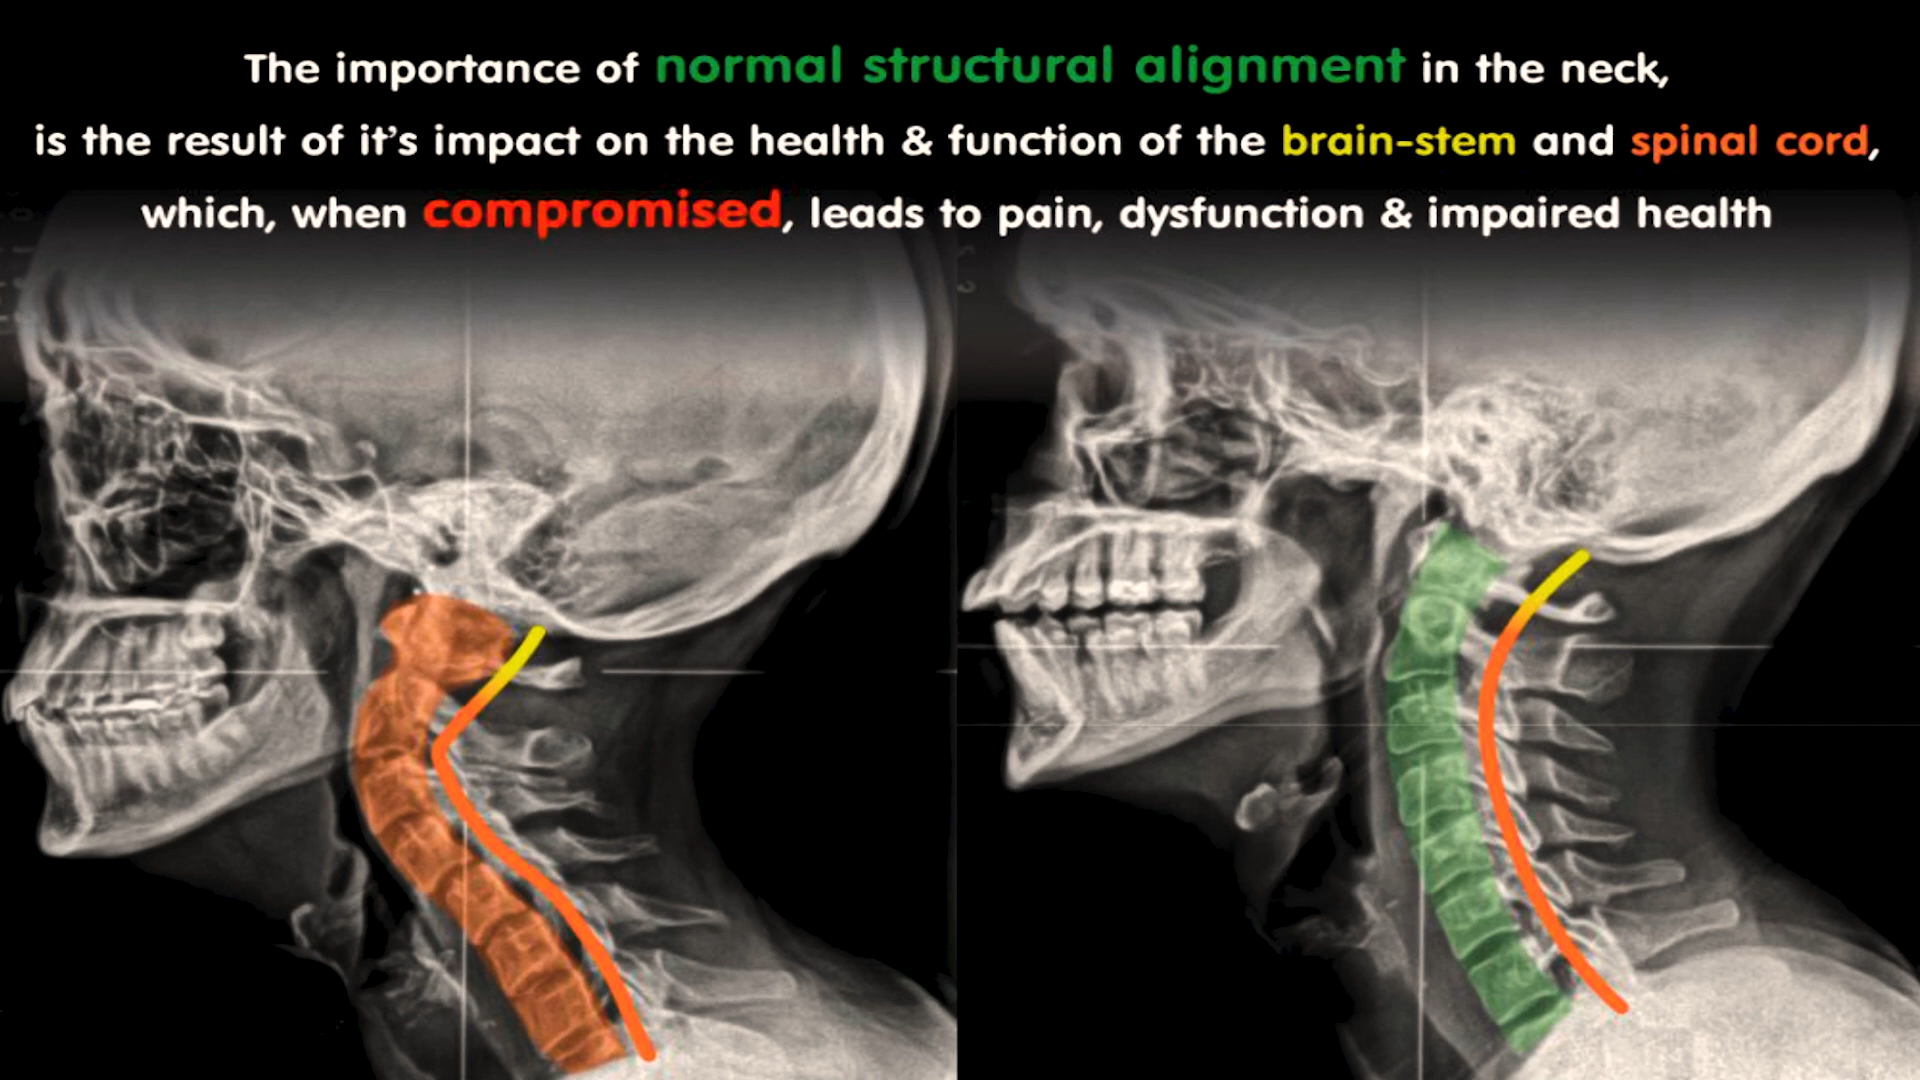 The importance of normal structural alignment in the neck,
is the result of it’s impact on the health & function of the brain-stem and spinal cord,
which, when compromised, leads to pain, dysfunction & impaired health